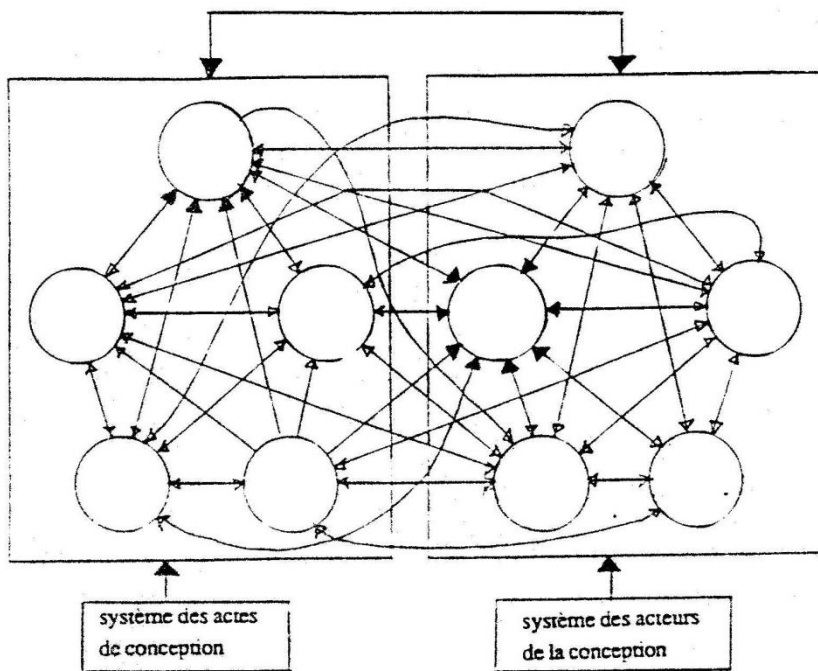 système des actes
de conception
système des acteurs
de la conception